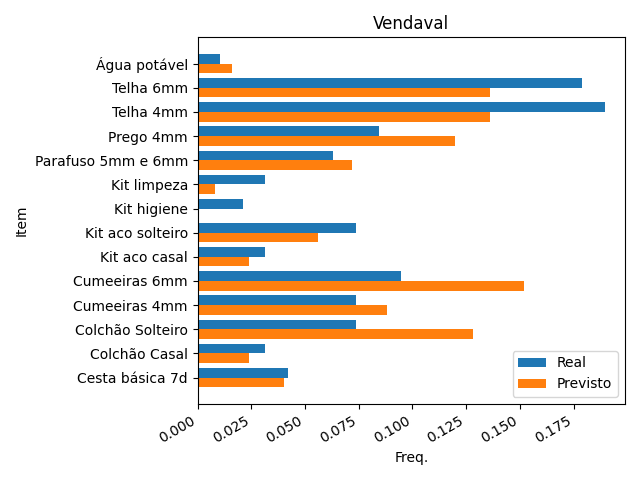 Vendaval
Água potável
Telha 6mm
Telha 4mm
Prego 4mm
Parafuso 5mm e 6mm
Kit limpeza
Kit higiene
Kit aco solteiro
Kit aco casal
Cumeeiras 6mm
Cumeeiras 4mm
Colchão Solteiro
Colchão Casal
Cesta básica 7d
Item
Real
Previsto
0.000 0.025 0.050 0.075 0.100 0.125 0.150 0.175
Freq.